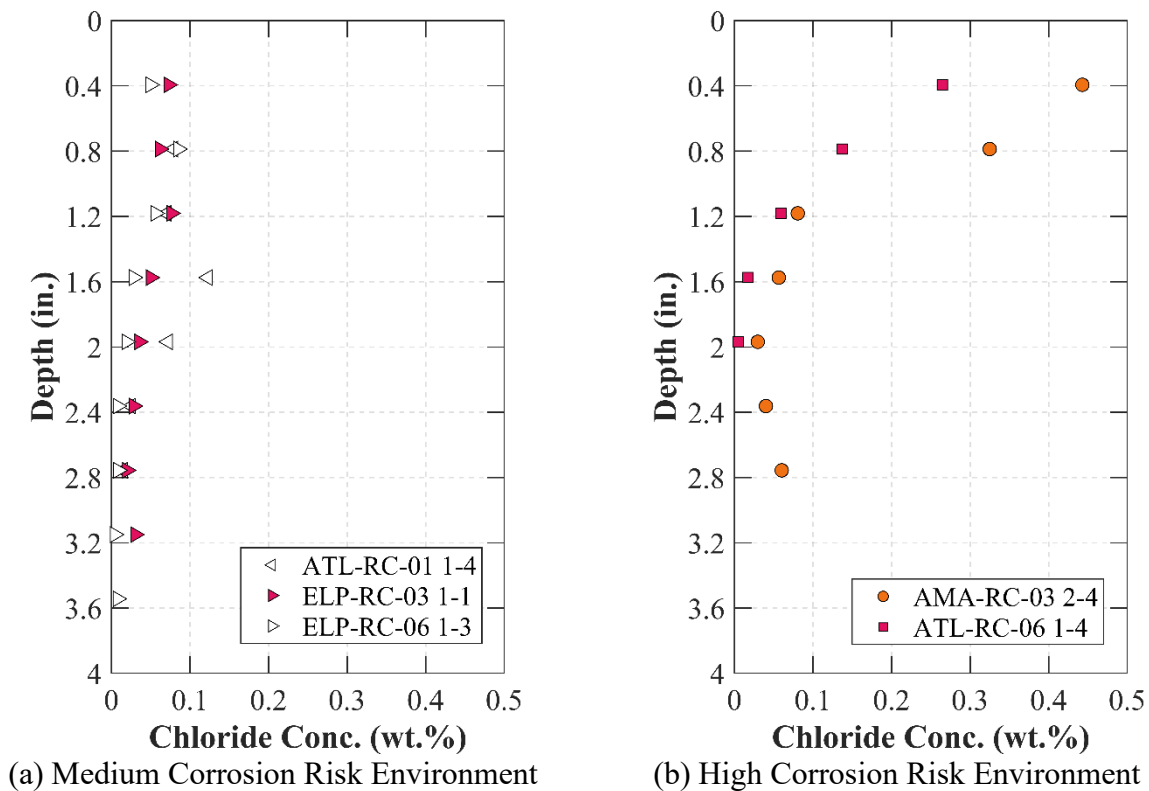 0
0.4
0.8
1.2
1.6
2
2.4
2.8
3.2
3.6
4
Depth (in.)
ATL-RC-01 1-4
ELP-RC-03 1-1
ELP-RC-06 1-3
0 0.1 0.2 0.3 0.4 0.5
Chloride Conc. (wt.%)
(a) Medium Corrosion Risk Environment
0
0.4
0.8
1.2
1.6
2
2.4
2.8
3.2
3.6
4
Depth (in.)
AMA-RC-03 2-4
ATL-RC-06 1-4
0 0.1 0.2 0.3 0.4 0.5
Chloride Conc. (wt.%)
(b) High Corrosion Risk Environment